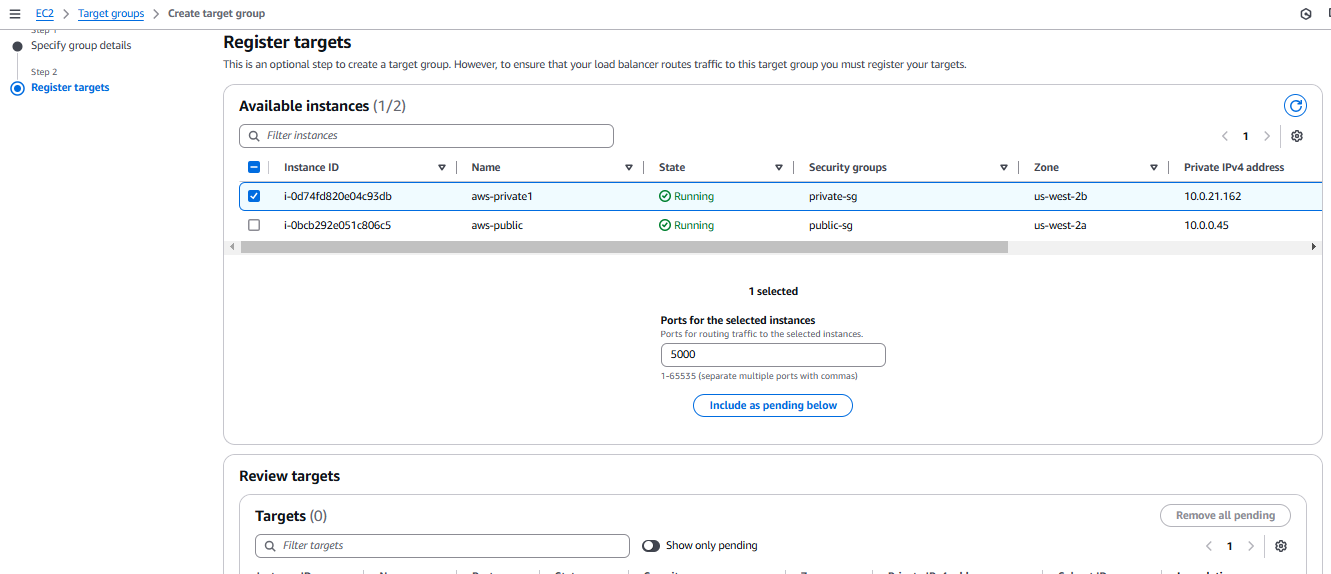 EC2 > Target groups > Create target group
Step 1
Specify group details
Step 2
Register targets
Register targets
This is an optional step to create a target group. However, to ensure that your load balancer routes traffic to this target group you must register your targets.
Available instances (1/2)
Filter instances
1
Instance ID Name State Security groups Zone Private IPv4 address
i-0d74fd820e04c93db aws-private1 Running private-sg us-west-2b 10.0.21.162
i-0bcb292e051c806c5 aws-public Running public-sg us-west-2a 10.0.0.45
1 selected
Ports for the selected instances
Ports for routing traffic to the selected instances.
5000
1-65535 (separate multiple ports with commas)
Include as pending below
Review targets
Targets (0)
Remove all pending
Filter targets
Show only pending
1